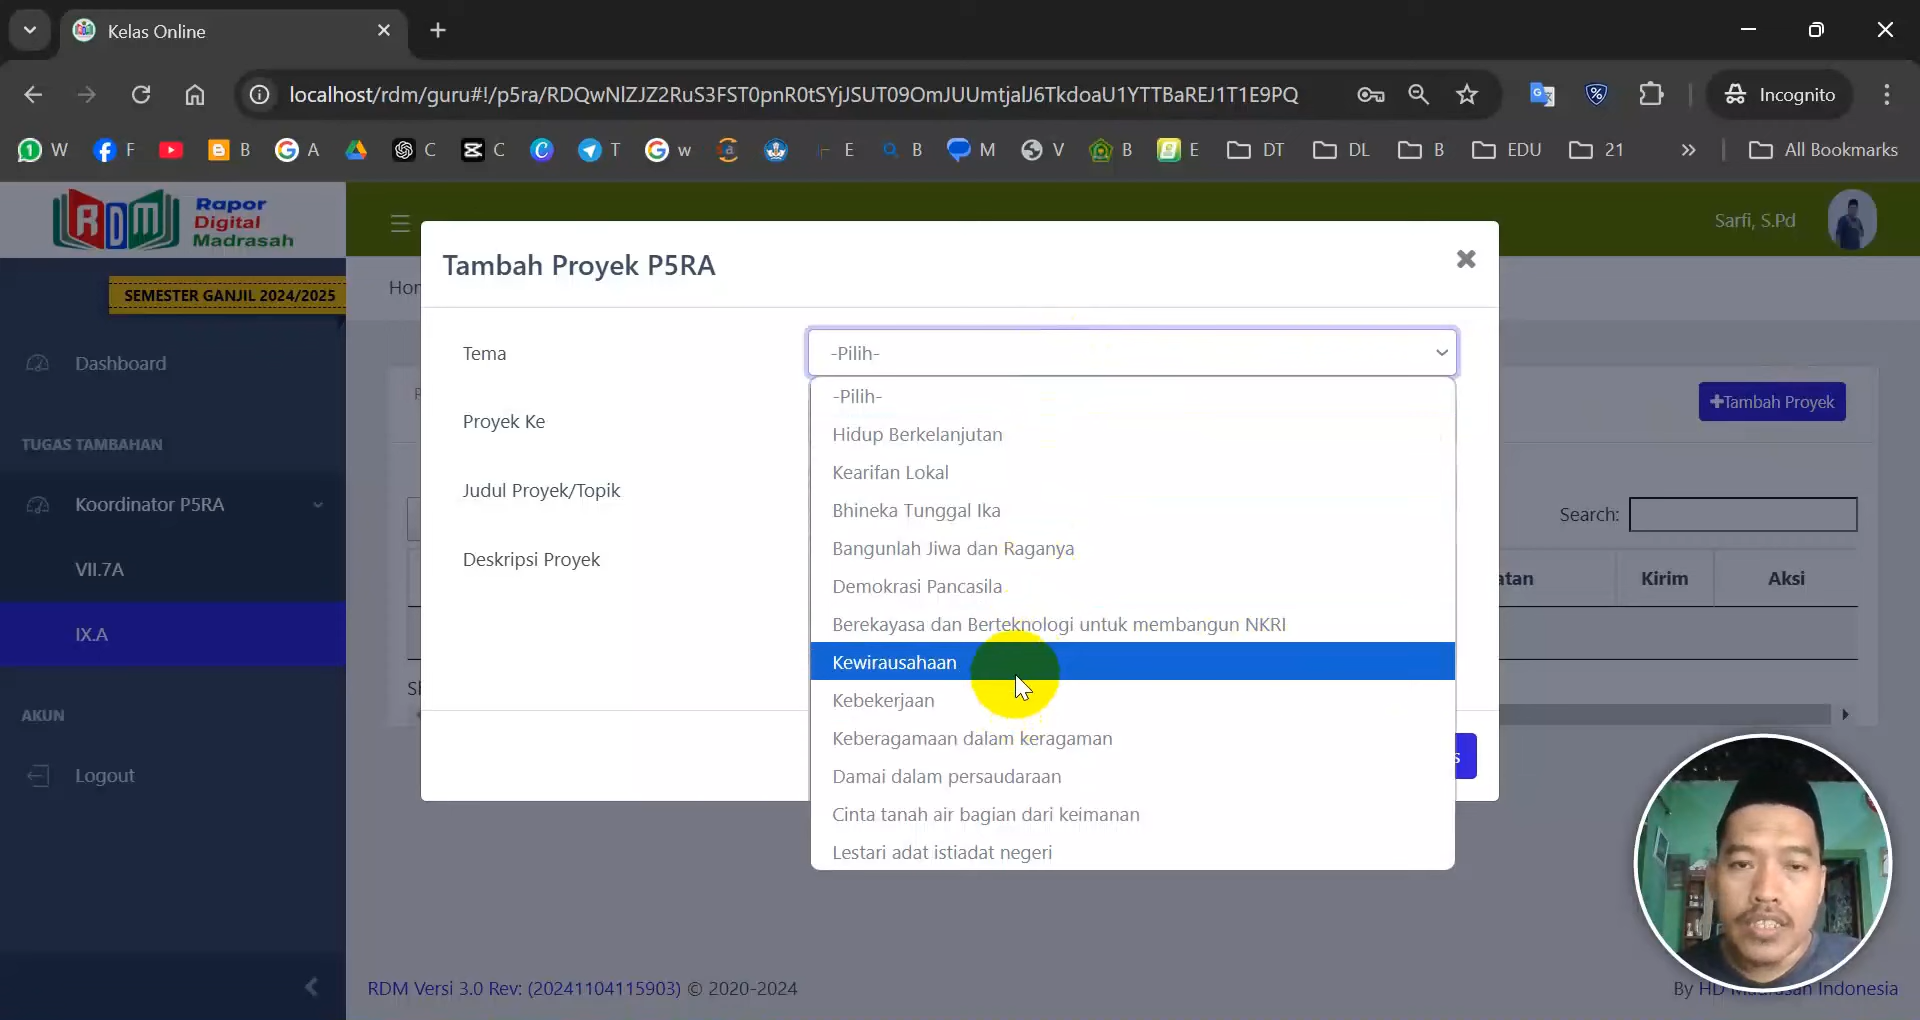 Kelas Online
localhost/rdm/guru#!/p5ra/RDQwNlZJZ2RuS3FST0pnR0tSYjJSUT09OmJUUmtjalJ6TkdoaU1YTTBaREJ1T1E9PQ
Incognito
W F B A C C T w E B M V B E DT DL B EDU 21 » All Bookmarks
RDM Rapor Digital Madrasah
Sarfi, S.Pd
SEMESTER GANJIL 2024/2025
Dashboard
TUGAS TAMBAHAN
Koordinator P5RA
VII.7A
IX.A
AKUN
Logout
Tambah Proyek P5RA
Tema
-Pilih-
-Pilih-
Hidup Berkelanjutan
Kearifan Lokal
Bhineka Tunggal Ika
Bangunlah Jiwa dan Raganya
Demokrasi Pancasila
Berekayasa dan Berteknologi untuk membangun NKRI
Kewirausahaan
Kebekerjaan
Keberagamaan dalam keragaman
Damai dalam persaudaraan
Cinta tanah air bagian dari keimanan
Lestari adat istiadat negeri
Proyek Ke
Judul Proyek/Topik
Deskripsi Proyek
+Tambah Proyek
Search:
Kirim
Aksi
RDM Versi 3.0 Rev: (20241104115903) © 2020-2024
By HD Madrasah Indonesia